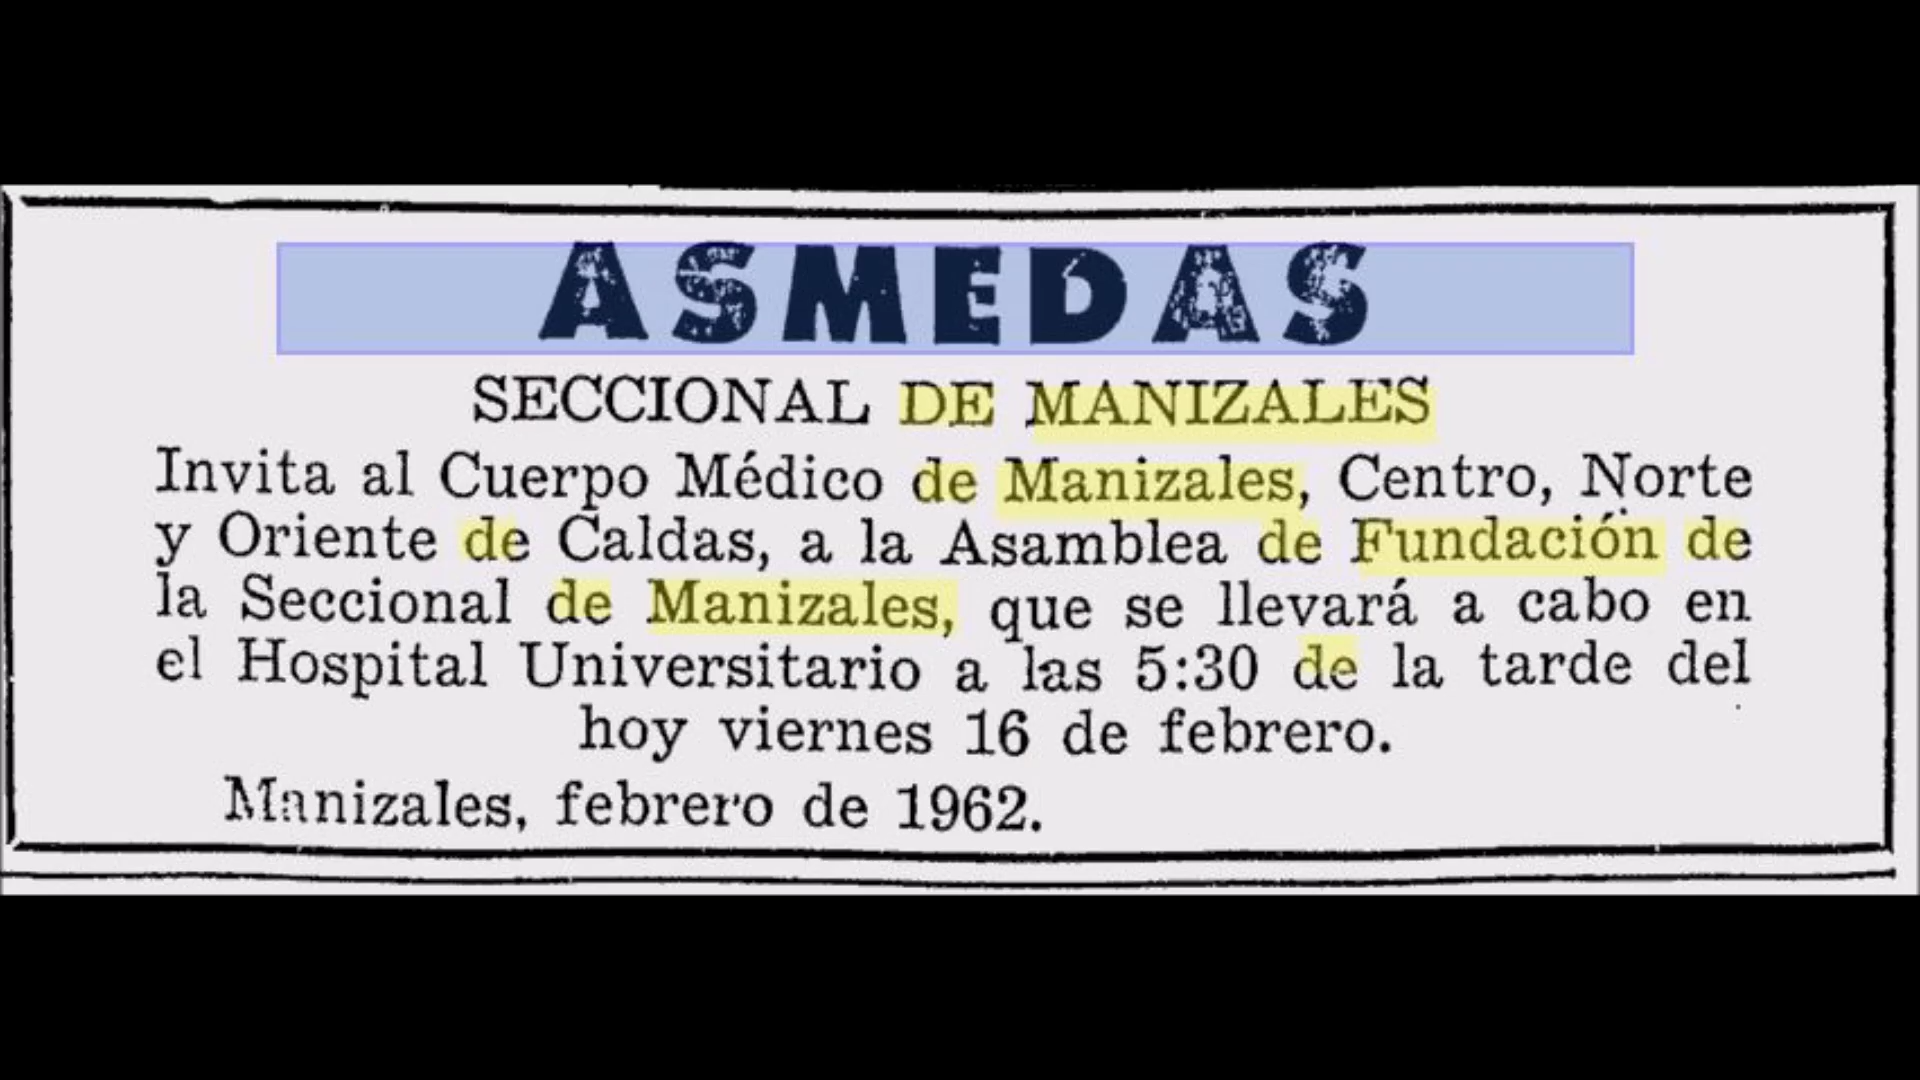 ASMEDAS
SECCIONAL DE MANIZALES
Invita al Cuerpo Médico de Manizales, Centro, Norte
y Oriente de Caldas, a la Asamblea de Fundación de
la Seccional de Manizales, que se llevará a cabo en
el Hospital Universitario a las 5:30 de la tarde del
hoy viernes 16 de febrero.
Manizales, febrero de 1962.